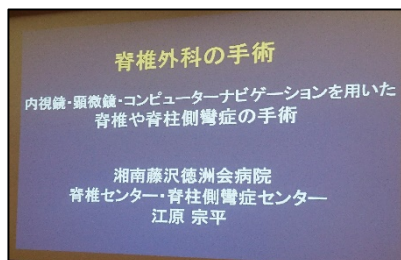 脊椎外科の手術
内視鏡・顕微鏡・コンピューターナビゲーションを用いた
脊椎や脊柱側彎症の手術
湘南藤沢徳洲会病院
脊椎センター・脊柱側彎症センター
江原 宗平